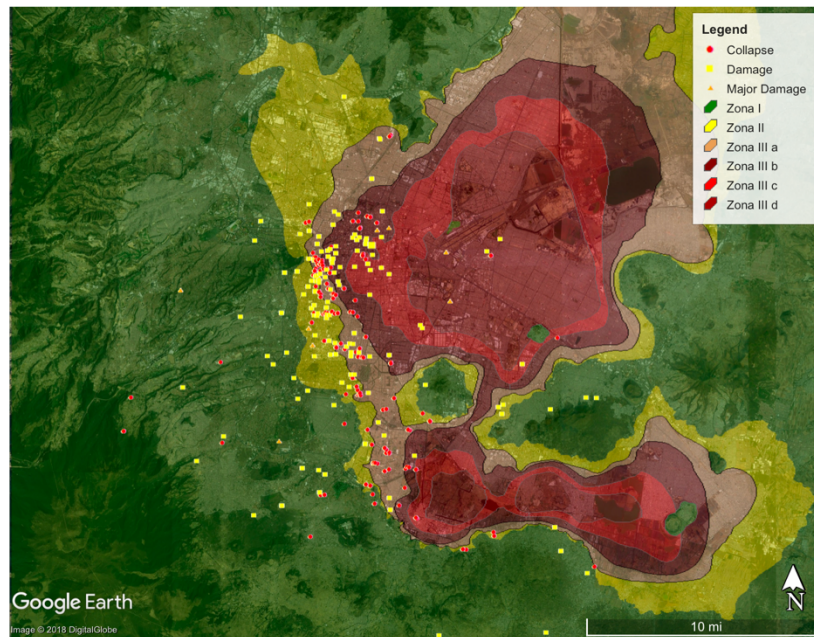 Legend
Collapse
Damage
Major Damage
Zona I
Zona II
Zona III a
Zona III b
Zona III c
Zona III d
Google Earth
Image © 2018 DigitalGlobe
N
10 mi